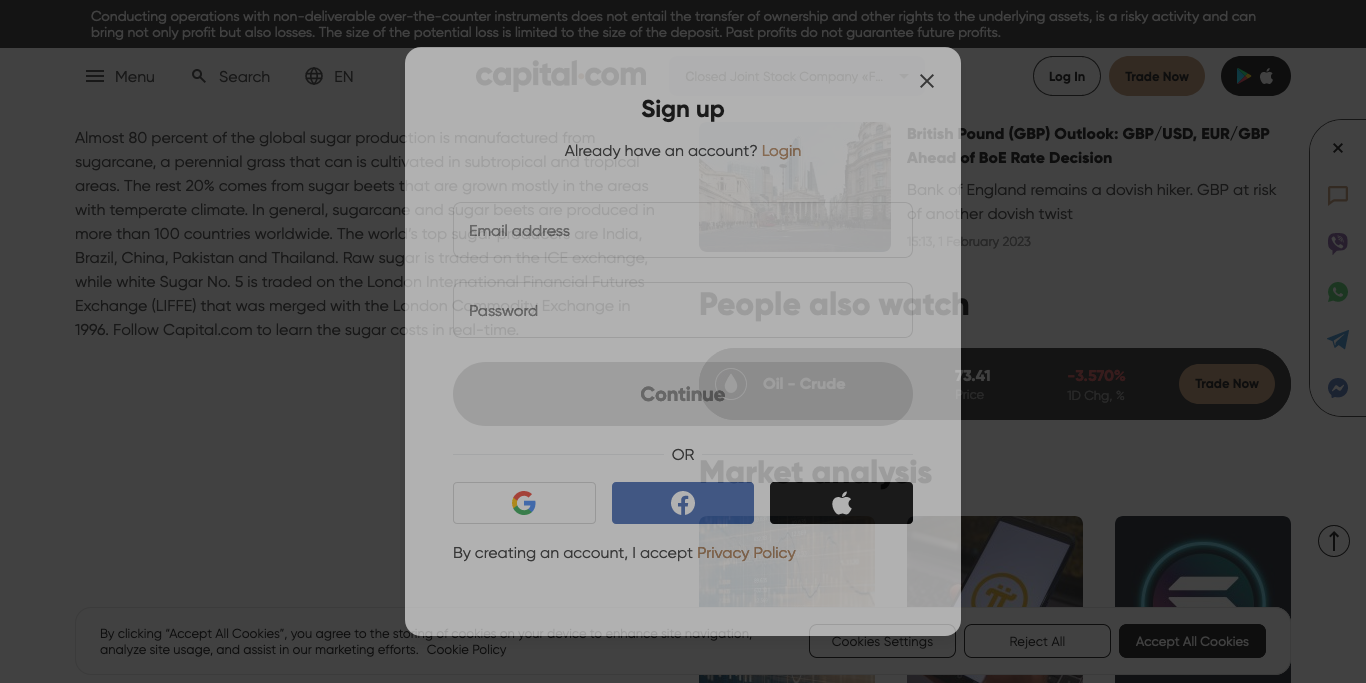 Conducting operations with non-deliverable over-the-counter instruments does not entail the transfer of ownership and other rights to the underlying assets, is a risky activity and can
bring not only profit but also losses. The size of the potential loss is limited to the size of the deposit. Past profits do not guarantee future profits.
Menu
Search
EN
capital.com
Closed Joint Stock Company «F...
Log In
Trade Now
Almost 80 percent of the global sugar production is manufactured from
sugarcane, a perennial grass that can is cultivated in subtropical and tropical
areas. The rest 20% comes from sugar beets that are grown mostly in the areas
with temperate climate. In general, sugarcane and sugar beets are produced in
more than 100 countries worldwide. The world's top sugar producers are India,
Brazil, China, Pakistan and Thailand. Raw sugar is traded on the ICE exchange,
while white Sugar No. 5 is traded on the London International Financial Futures
Exchange (LIFFE) that was merged with the London Commodity Exchange in
1996. Follow Capital.com to learn the sugar costs in real-time.
Sign up
Already have an account? Login
Email address
Password
Continue
OR
By creating an account, I accept Privacy Policy
British Pound (GBP) Outlook: GBP/USD, EUR/GBP
Ahead of BoE Rate Decision
Bank of England remains a dovish hiker. GBP at risk
of another dovish twist
15:13, 1 February 2023
People also watch
Oil - Crude
73.41
Price
-3.570%
1D Chg, %
Trade Now
Market analysis
By clicking "Accept All Cookies", you agree to the storing of cookies on your device to enhance site navigation,
analyze site usage, and assist in our marketing efforts. Cookie Policy
Cookies Settings
Reject All
Accept All Cookies